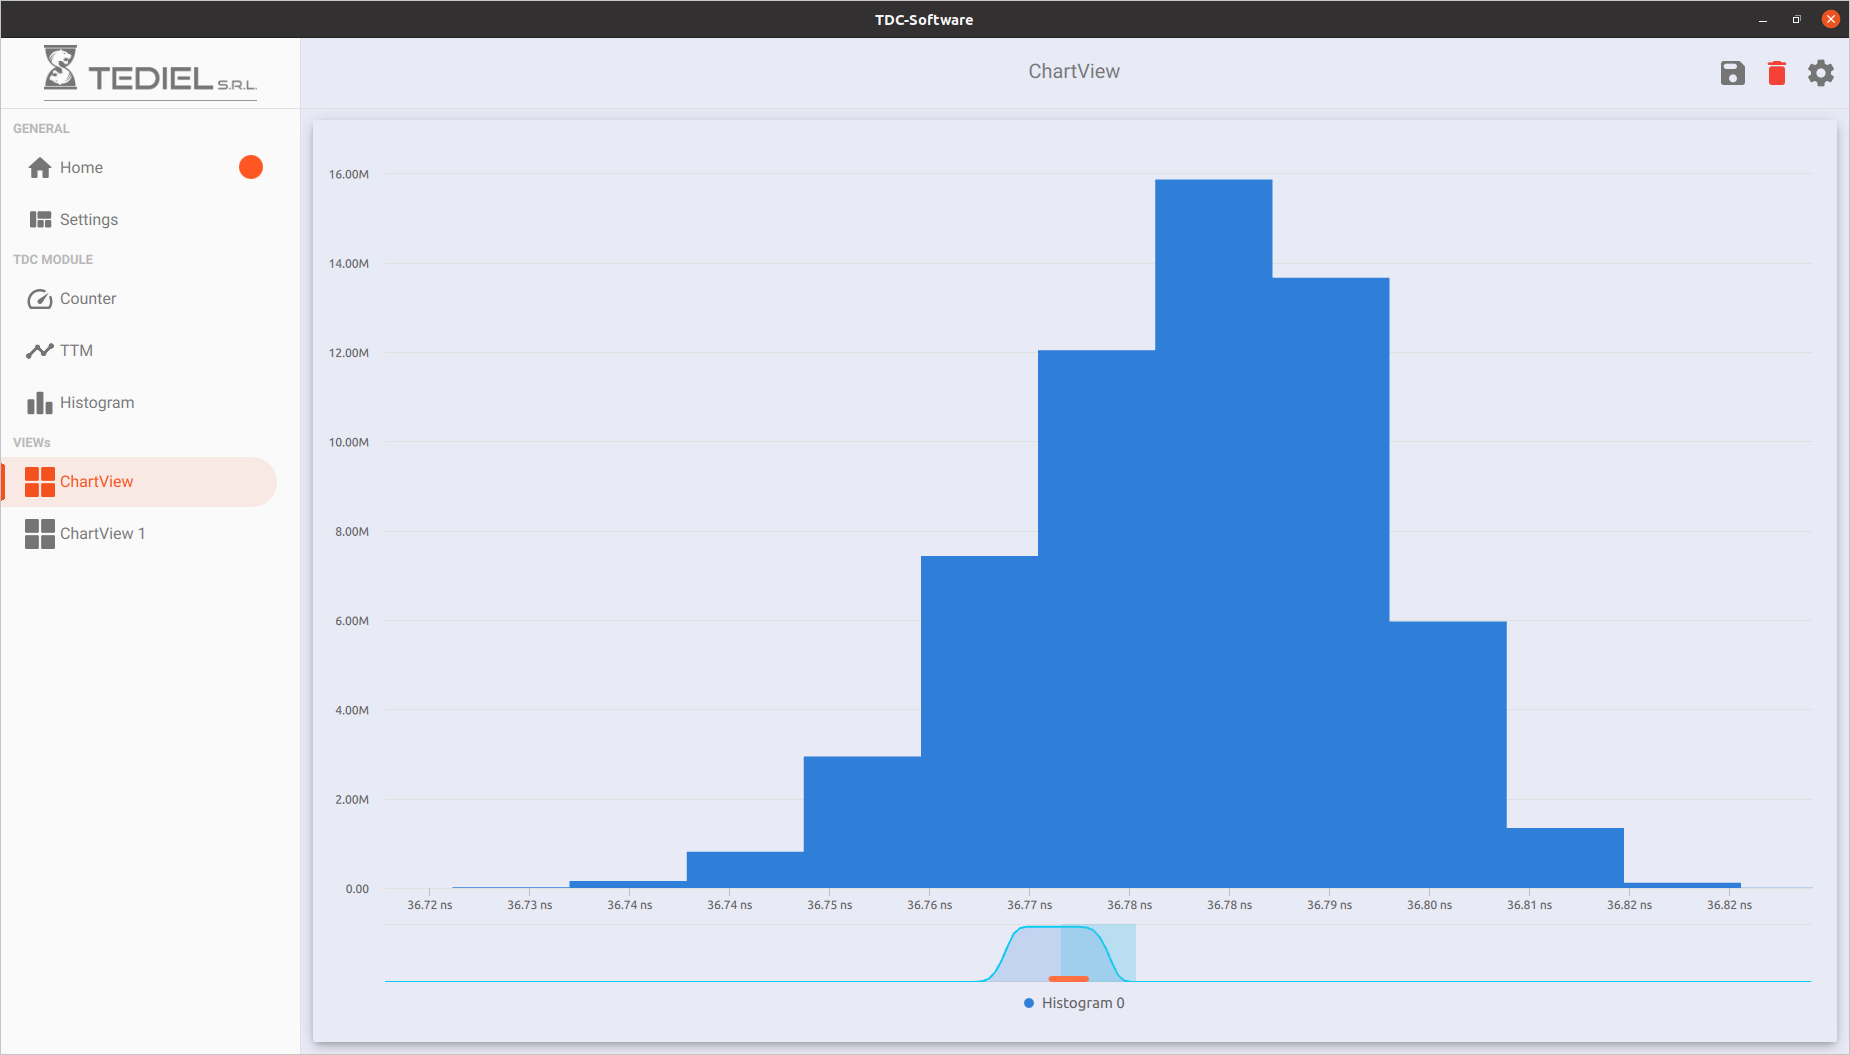 TDC-Software
TEDIEL S.R.L.
ChartView
GENERAL
Home
Settings
TDC MODULE
Counter
TTM
Histogram
VIEWs
ChartView
ChartView 1
16.00M
14.00M
12.00M
10.00M
8.00M
6.00M
4.00M
2.00M
0.00
36.72 ns 36.73 ns 36.74 ns 36.74 ns 36.75 ns 36.76 ns 36.77 ns 36.78 ns 36.78 ns 36.79 ns 36.80 ns 36.81 ns 36.82 ns 36.82 ns
Histogram 0